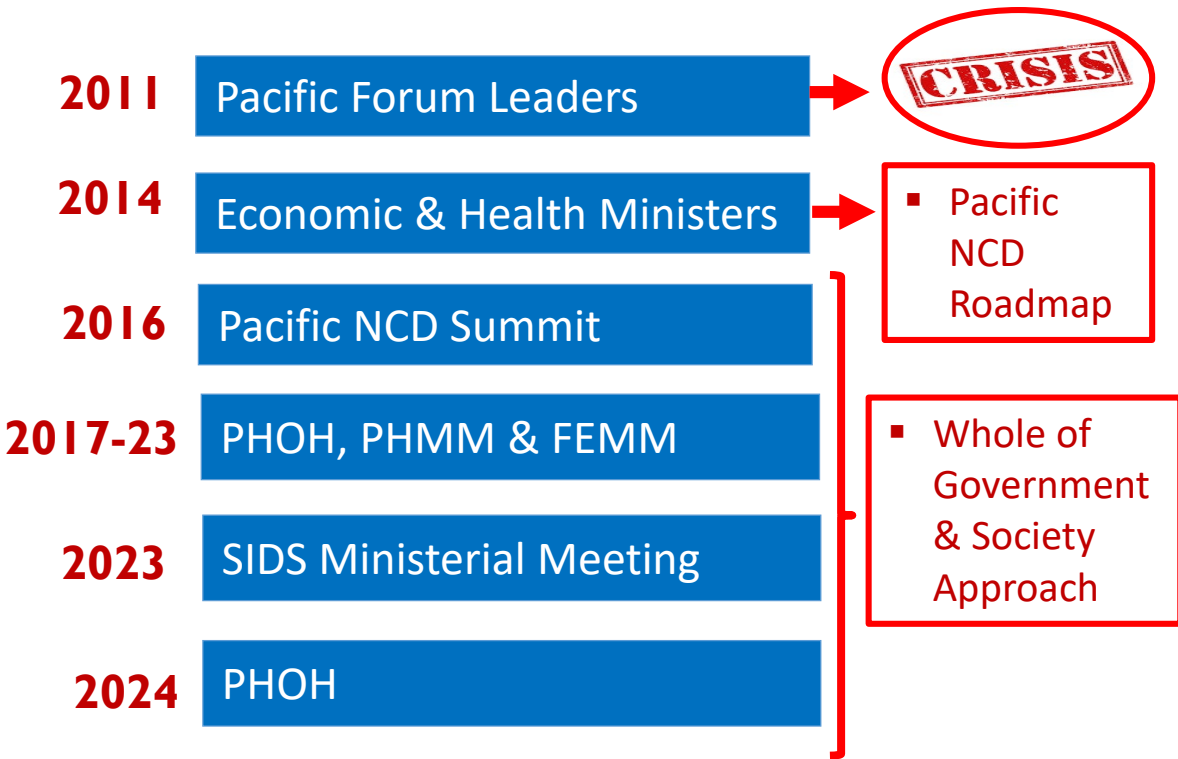 2011
Pacific Forum Leaders
CRISIS
2014
Economic & Health Ministers
▪ Pacific
NCD
Roadmap
2016
Pacific NCD Summit
2017-23
PHOH, PHMM & FEMM
▪ Whole of
Government
& Society
Approach
2023
SIDS Ministerial Meeting
2024
PHOH